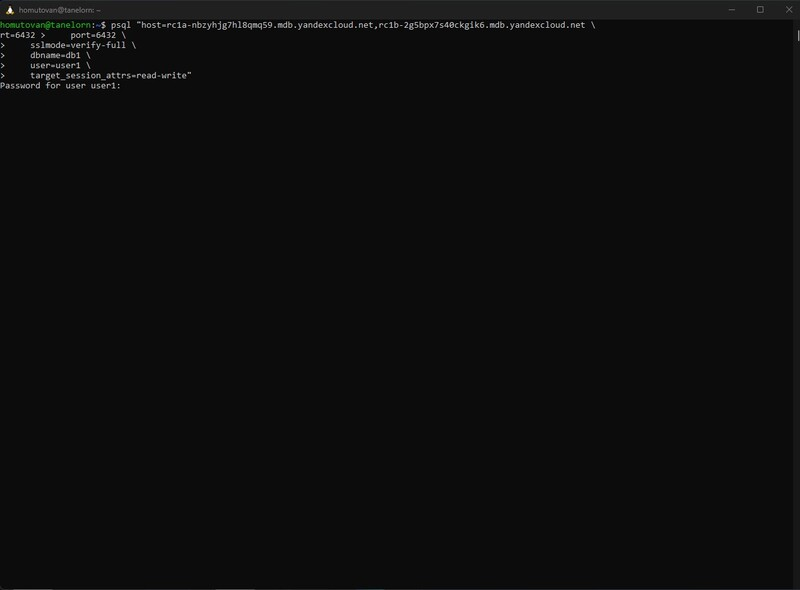 homutovan@tanelorn: ~
homutovan@tanelorn:~$ psql "host=rc1a-nbzyhjg7hl8qmq59.mdb.yandexcloud.net,rc1b-2g5bpx7s40ckgik6.mdb.yandexcloud.net \
rt=6432 >     port=6432 \
>     sslmode=verify-full \
>     dbname=db1 \
>     user=user1 \
>     target_session_attrs=read-write"
Password for user user1: